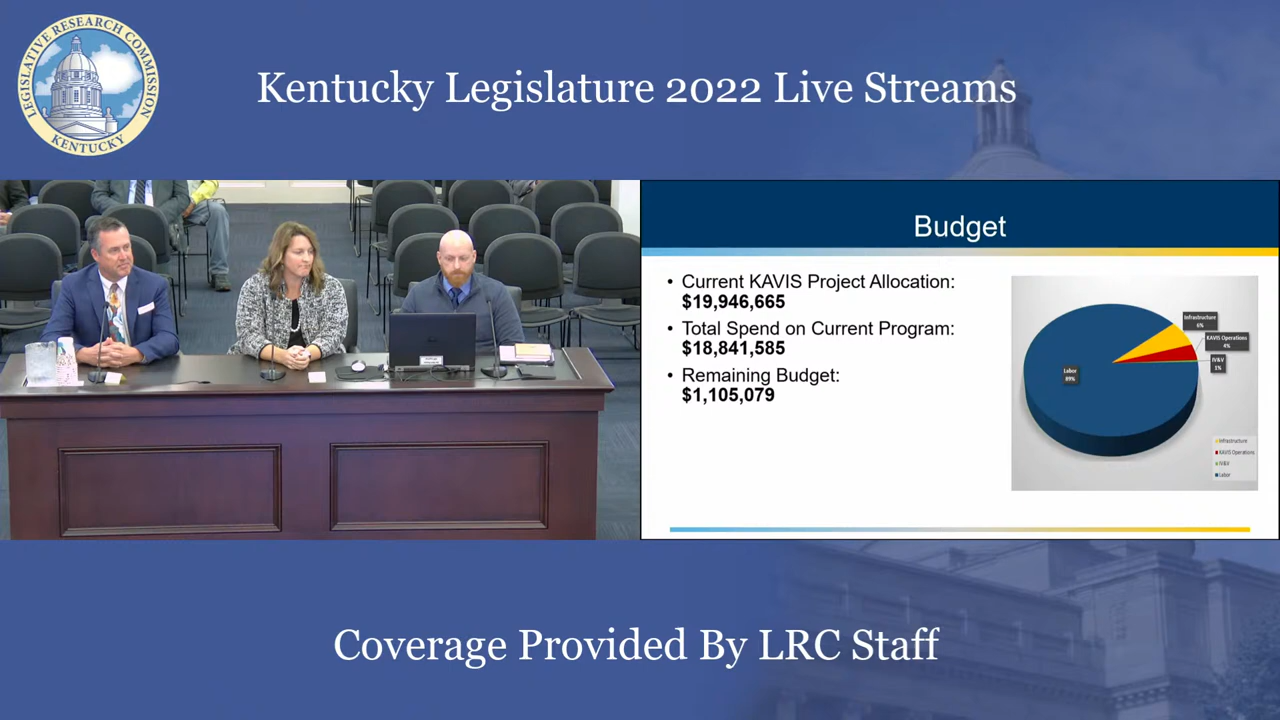 LEGISLATIVE RESEARCH COMMISSION
KENTUCKY
Kentucky Legislature 2022 Live Streams
Budget
• Current KAVIS Project Allocation:
$19,946,665
• Total Spend on Current Program:
$18,841,585
• Remaining Budget:
$1,105,079
Infrastructure
6%
KAVIS Operations
4%
IV&V
1%
Labor
89%
Infrastructure
KAVIS Operations
IV&V
Labor
Coverage Provided By LRC Staff